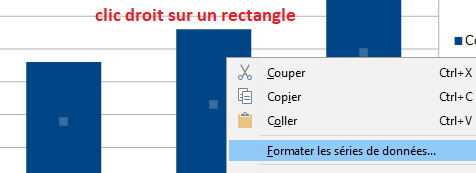 clic droit sur un rectangle
Couper Ctrl+X
Copier Ctrl+C
Coller Ctrl+V
Formater les séries de données...